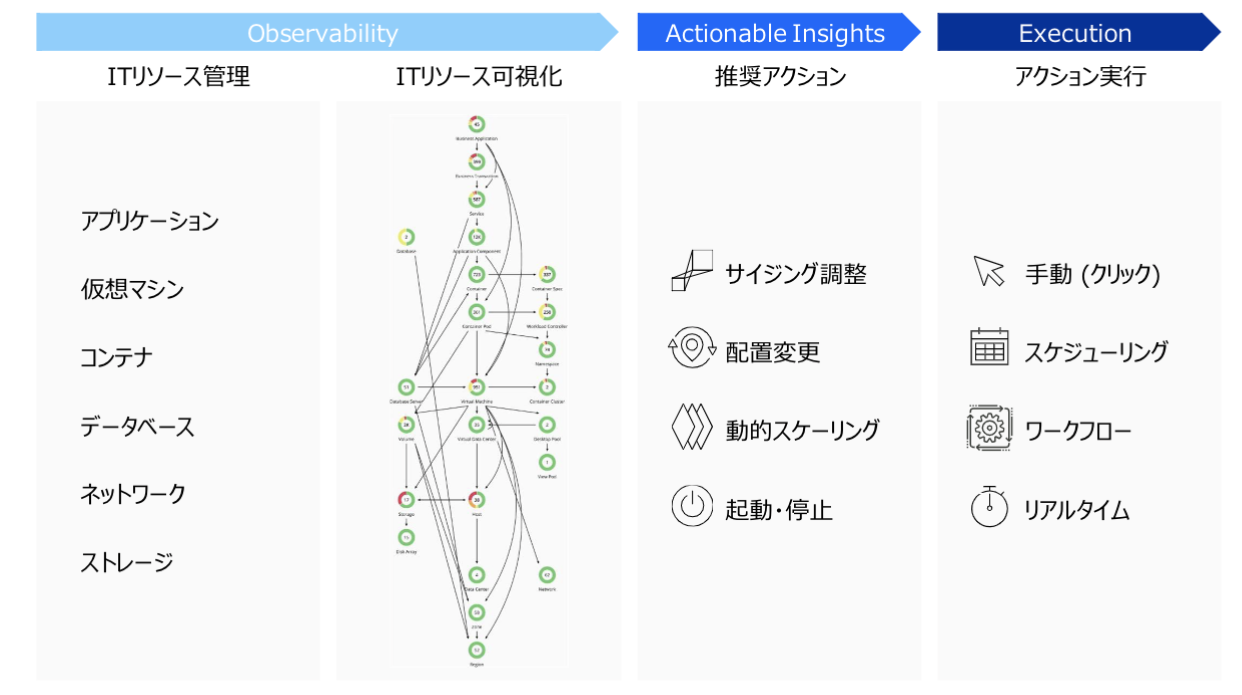 Observability
Actionable Insights
Execution
ITリソース管理
ITリソース可視化
推奨アクション
アクション実行
アプリケーション
仮想マシン
コンテナ
データベース
ネットワーク
ストレージ
45
Business Application
Business Transaction
Service
2
Database
Application Component
Container
Container Spec
Container Pod
Workload Controller
Namespace
Database Server
Virtual Machine
2
Container Cluster
Volume
Virtual Data Center
2
Desktop Pool
1
View Pod
17
Storage
Host
Disk Array
4
Data Center
Network
Zone
Region
サイジング調整
配置変更
動的スケーリング
起動・停止
手動 (クリック)
スケジューリング
ワークフロー
リアルタイム